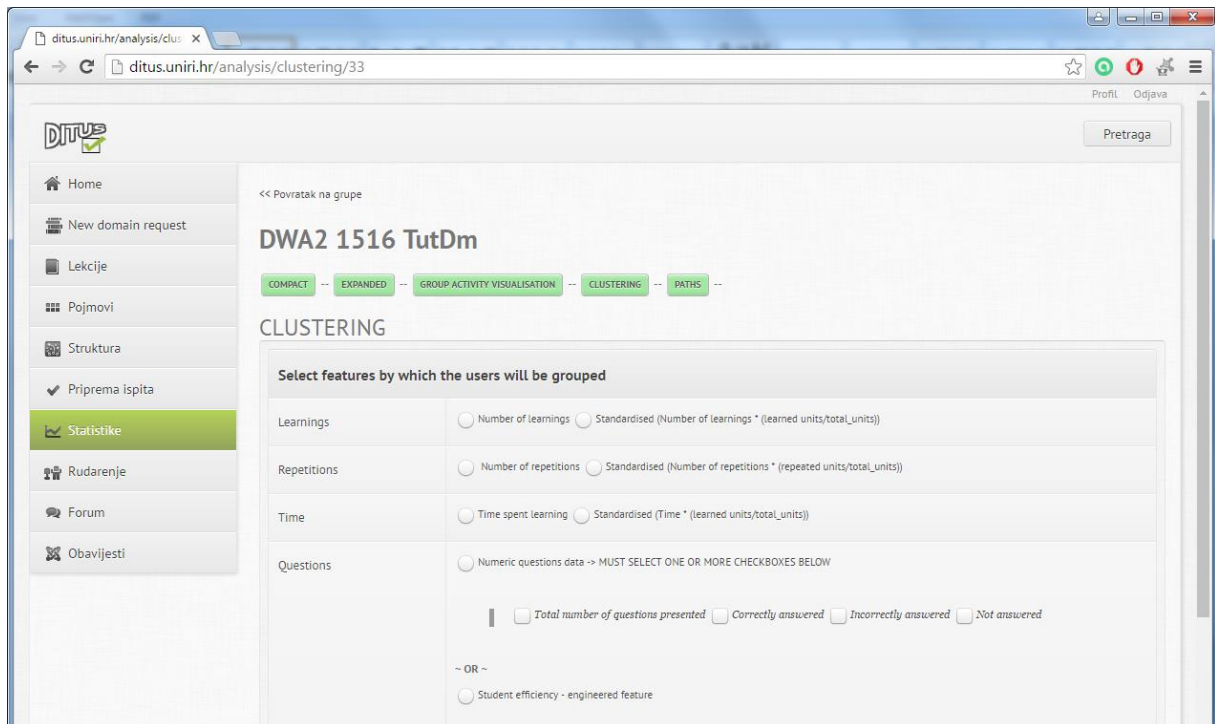 ditus.uniri.hr/analysis/clus
ditus.uniri.hr/analysis/clustering/33
Profil Odjava
DITUS
Pretraga
Home
New domain request
Lekcije
Pojmovi
Struktura
Priprema ispita
Statistike
Rudarenje
Forum
Obavijesti
<< Povratak na grupe
DWA2 1516 TutDm
COMPACT -- EXPANDED -- GROUP ACTIVITY VISUALISATION -- CLUSTERING -- PATHS --
CLUSTERING
Select features by which the users will be grouped
Learnings Number of learnings Standardised (Number of learnings * (learned units/total_units))
Repetitions Number of repetitions Standardised (Number of repetitions * (repeated units/total_units))
Time Time spent learning Standardised (Time * (learned units/total_units))
Questions Numeric questions data -> MUST SELECT ONE OR MORE CHECKBOXES BELOW
Total number of questions presented Correctly answered Incorrectly answered Not answered
~ OR ~
Student efficiency - engineered feature